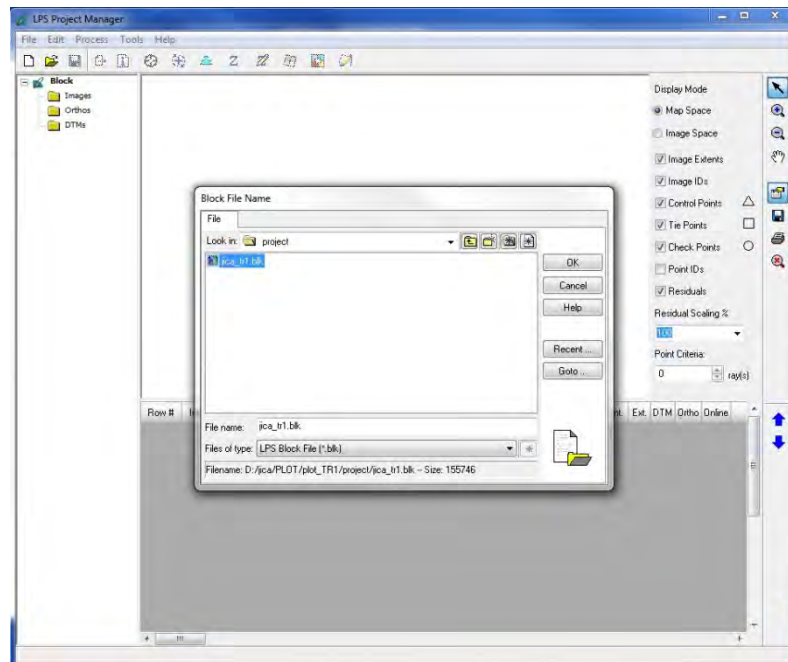 LPS Project Manager
File Edit Process Tools Help
Block
Images
Orthos
DTMs
Display Mode
Map Space
Image Space
Image Extents
Image IDs
Control Points
Tie Points
Check Points
Point IDs
Residuals
Residual Scaling %
100
Point Criteria:
0 ray(s)
Block File Name
File
Look in: project
jica_tr1.blk
OK
Cancel
Help
Recent ...
Goto ...
File name: jica_tr1.blk
Files of type: LPS Block File (*.blk)
Filename: D:/jica/PLOT/plot_TR1/project/jica_tr1.blk -- Size: 155746
Row # Ext. DTM Ortho Online